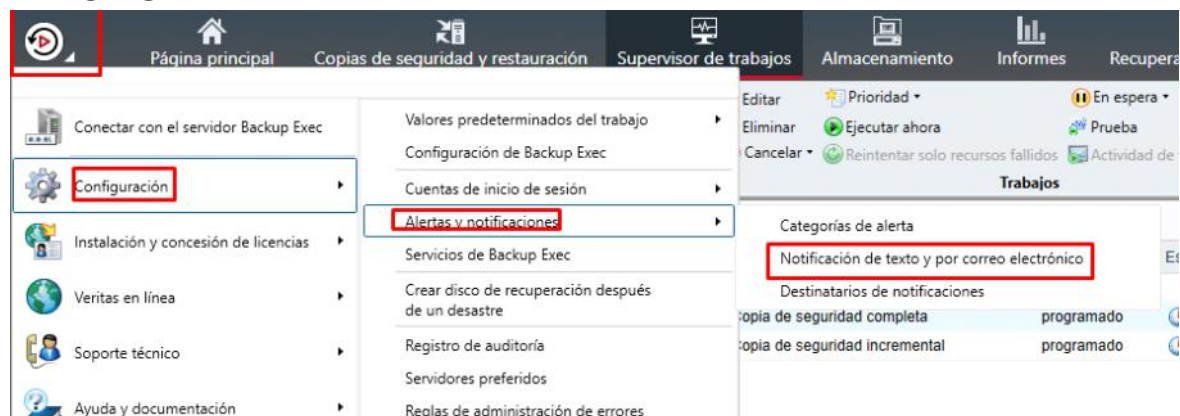 Página principal
Copias de seguridad y restauración
Supervisor de trabajos
Almacenamiento
Informes
Recupera
Conectar con el servidor Backup Exec
Configuración
Instalación y concesión de licencias
Veritas en línea
Soporte técnico
Ayuda y documentación
Valores predeterminados del trabajo
Configuración de Backup Exec
Cuentas de inicio de sesión
Alertas y notificaciones
Servicios de Backup Exec
Crear disco de recuperación después
de un desastre
Registro de auditoría
Servidores preferidos
Reglas de administración de errores
Editar
Prioridad
En espera
Eliminar
Ejecutar ahora
Prueba
Cancelar
Reintentar solo recursos fallidos
Actividad de
Trabajos
Categorías de alerta
Notificación de texto y por correo electrónico
Es
Destinatarios de notificaciones
opia de seguridad completa
programado
opia de seguridad incremental
programado